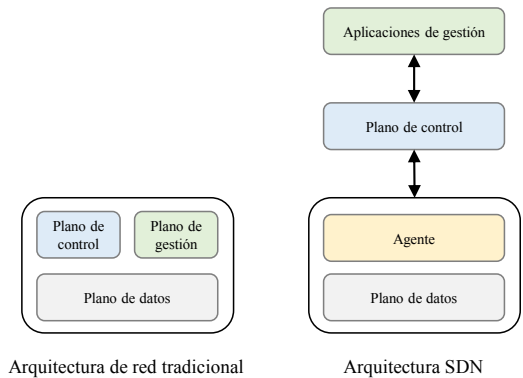 Aplicaciones de gestión
Plano de control
Plano de
control
Plano de
gestión
Plano de datos
Arquitectura de red tradicional
Agente
Plano de datos
Arquitectura SDN